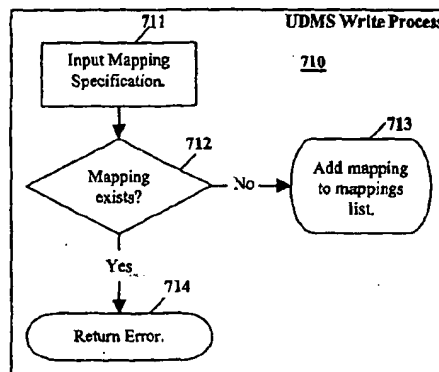 711
UDMS Write Process
Input Mapping
Specification.
710
712
713
Mapping
exists?
No
Add mapping
to mappings
list.
Yes
714
Return Error.